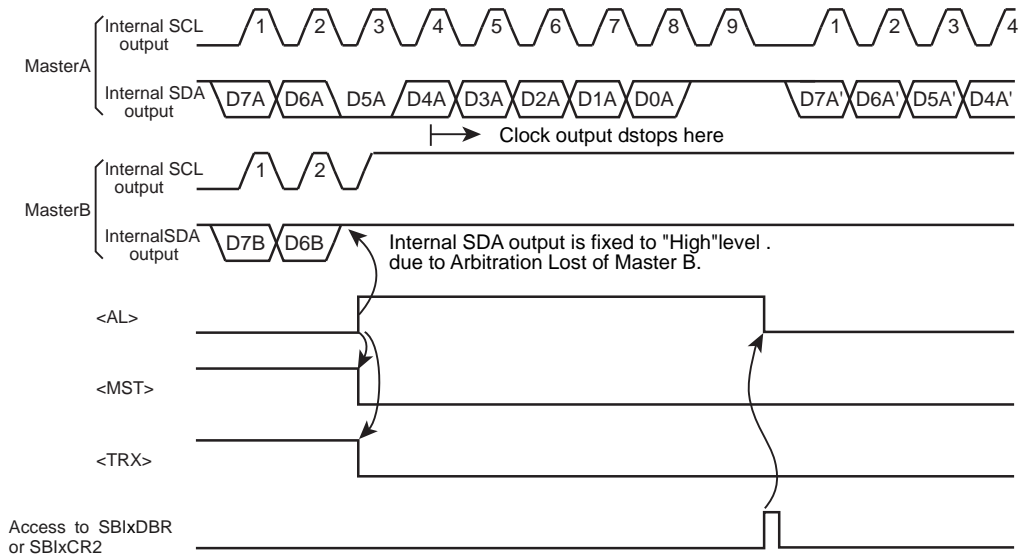 MasterA
Internal SCL
output
1 2 3 4 5 6 7 8 9 1 2 3 4
Internal SDA
output
D7A D6A D5A D4A D3A D2A D1A D0A D7A' D6A' D5A' D4A'
Clock output dstops here
MasterB
Internal SCL
output
1 2
InternalSDA
output
D7B D6B
Internal SDA output is fixed to "High"level .
due to Arbitration Lost of Master B.
<AL>
<MST>
<TRX>
Access to SBIxDBR
or SBIxCR2